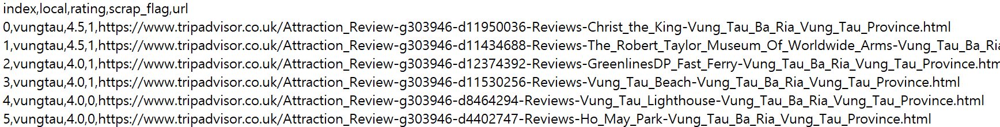 index,local,rating,scrap_flag,url
0,vungtau,4.5,1,https://www.tripadvisor.co.uk/Attraction_Review-g303946-d11950036-Reviews-Christ_the_King-Vung_Tau_Ba_Ria_Vung_Tau_Province.html
1,vungtau,4.5,1,https://www.tripadvisor.co.uk/Attraction_Review-g303946-d11434688-Reviews-The_Robert_Taylor_Museum_Of_Worldwide_Arms-Vung_Tau_Ba_Ria
2,vungtau,4.0,1,https://www.tripadvisor.co.uk/Attraction_Review-g303946-d12374392-Reviews-GreenlinesDP_Fast_Ferry-Vung_Tau_Ba_Ria_Vung_Tau_Province.htm
3,vungtau,4.0,1,https://www.tripadvisor.co.uk/Attraction_Review-g303946-d11530256-Reviews-Vung_Tau_Beach-Vung_Tau_Ba_Ria_Vung_Tau_Province.html
4,vungtau,4.0,0,https://www.tripadvisor.co.uk/Attraction_Review-g303946-d8464294-Reviews-Vung_Tau_Lighthouse-Vung_Tau_Ba_Ria_Vung_Tau_Province.html
5,vungtau,4.0,0,https://www.tripadvisor.co.uk/Attraction_Review-g303946-d4402747-Reviews-Ho_May_Park-Vung_Tau_Ba_Ria_Vung_Tau_Province.html